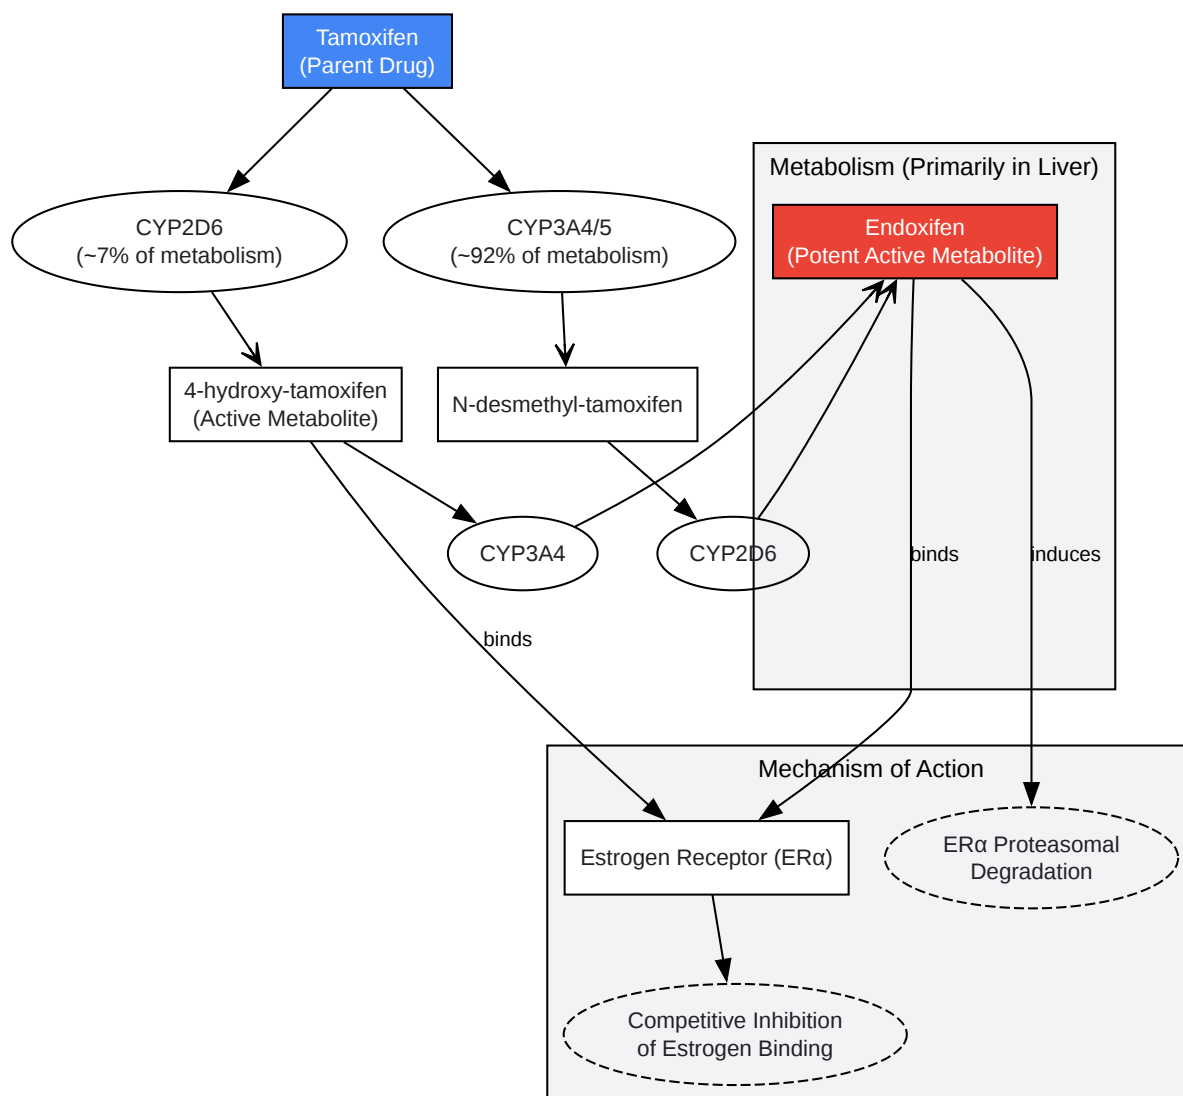 Tamoxifen
(Parent Drug)
Metabolism (Primarily in Liver)
CYP2D6
(~7% of metabolism)
CYP3A4/5
(~92% of metabolism)
Endoxifen
(Potent Active Metabolite)
4-hydroxy-tamoxifen
(Active Metabolite)
N-desmethyl-tamoxifen
CYP3A4
CYP2D6
binds
induces
binds
Mechanism of Action
Estrogen Receptor (ERα)
ERα Proteasomal
Degradation
Competitive Inhibition
of Estrogen Binding